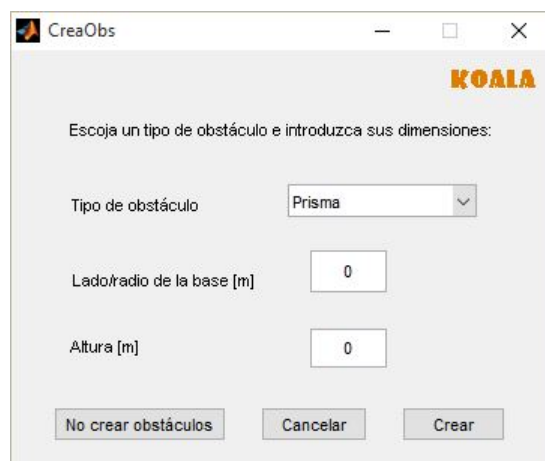 CreaObs
KOALA
Escoja un tipo de obstáculo e introduzca sus dimensiones:
Tipo de obstáculo Prisma
Lado/radio de la base [m] 0
Altura [m] 0
No crear obstáculos Cancelar Crear